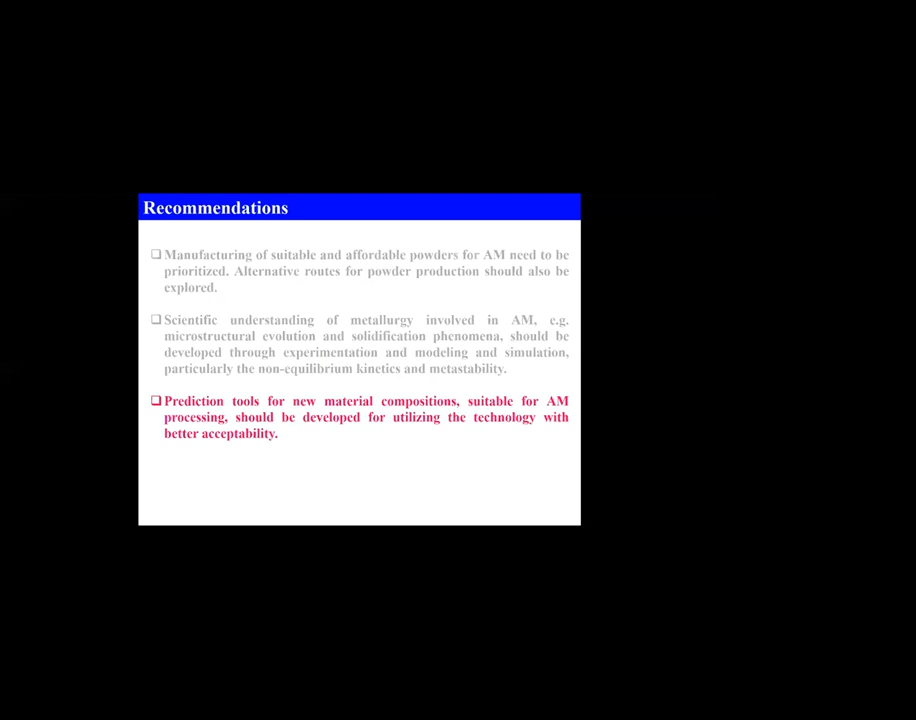 Recommendations
❑ Manufacturing of suitable and affordable powders for AM need to be
prioritized. Alternative routes for powder production should also be
explored.
❑ Scientific understanding of metallurgy involved in AM, e.g.
microstructural evolution and solidification phenomena, should be
developed through experimentation and modeling and simulation,
particularly the non-equilibrium kinetics and metastability.
❑ Prediction tools for new material compositions, suitable for AM
processing, should be developed for utilizing the technology with
better acceptability.